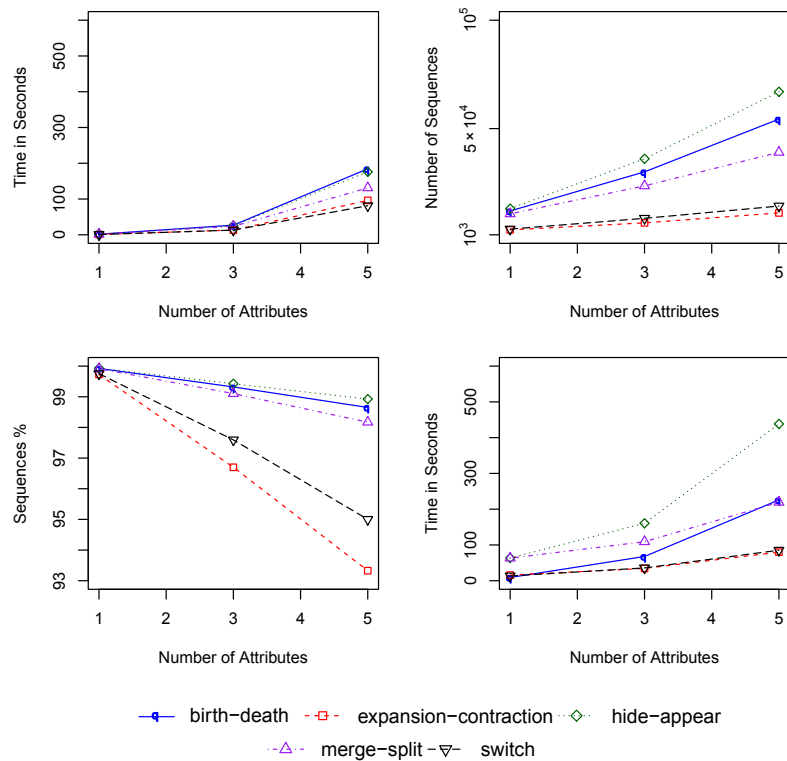 500
300
100
0
Time in Seconds
1 2 3 4 5
Number of Attributes
10^5
5 × 10^4
10^3
Number of Sequences
1 2 3 4 5
Number of Attributes
99
97
95
93
Sequences %
1 2 3 4 5
Number of Attributes
500
300
100
0
Time in Seconds
1 2 3 4 5
Number of Attributes
birth−death expansion−contraction hide−appear
merge−split switch